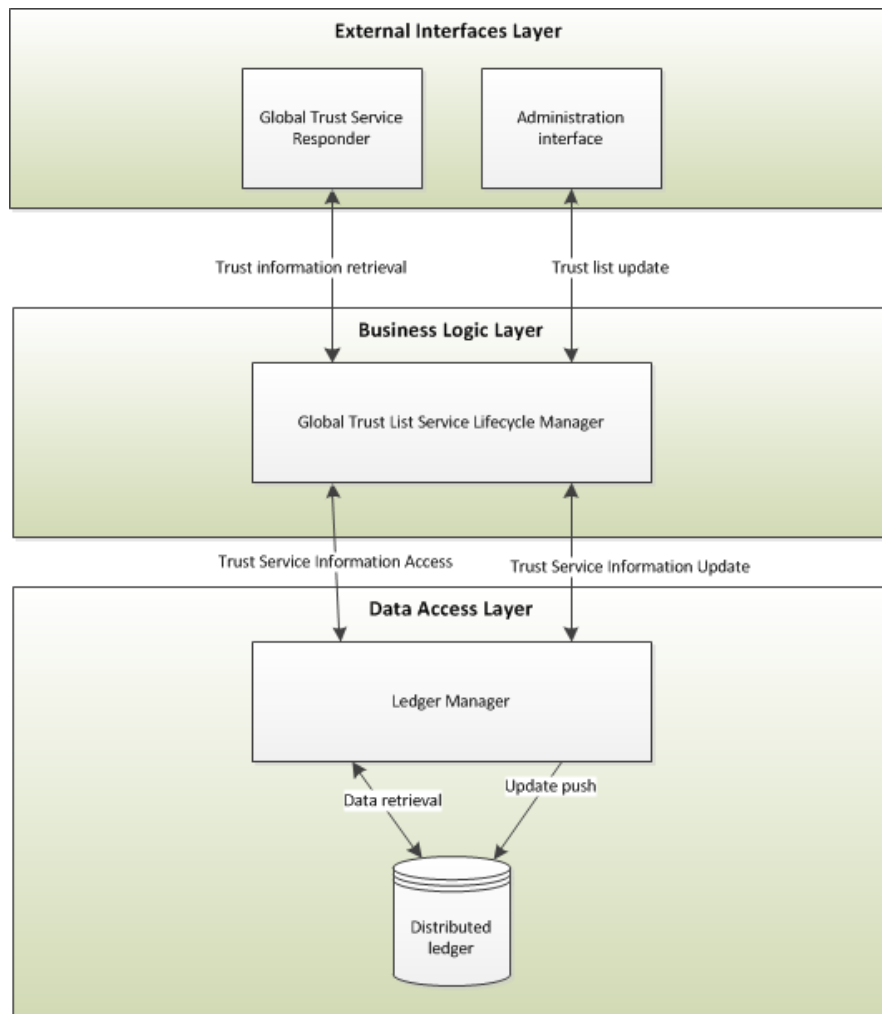 External Interfaces Layer
Global Trust Service
Responder
Administration
interface
Trust information retrieval
Trust list update
Business Logic Layer
Global Trust List Service Lifecycle Manager
Trust Service Information Access
Trust Service Information Update
Data Access Layer
Ledger Manager
Data retrieval
Update push
Distributed
ledger